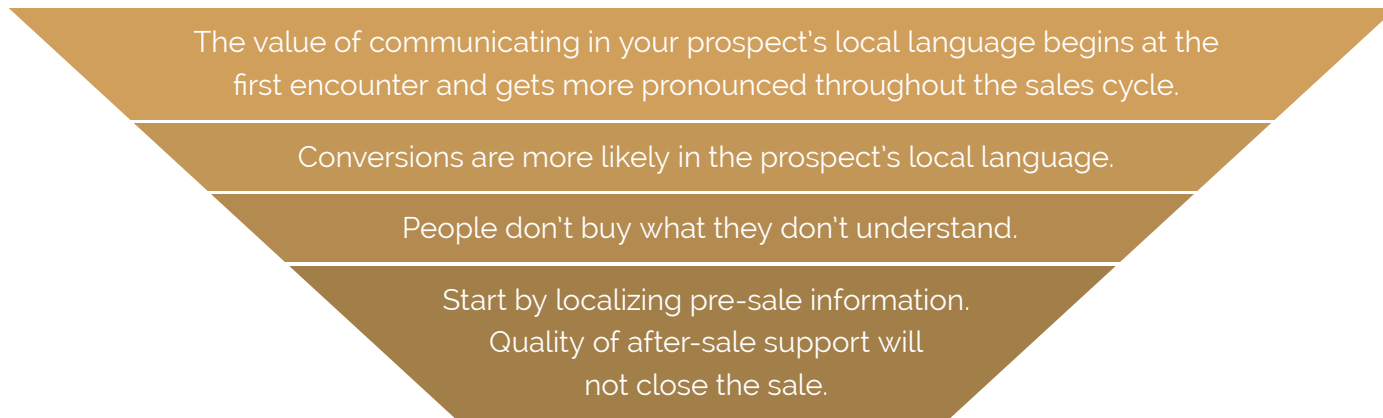 The value of communicating in your prospect's local language begins at the
first encounter and gets more pronounced throughout the sales cycle.
Conversions are more likely in the prospect's local language.
People don't buy what they don't understand.
Start by localizing pre-sale information.
Quality of after-sale support will
not close the sale.